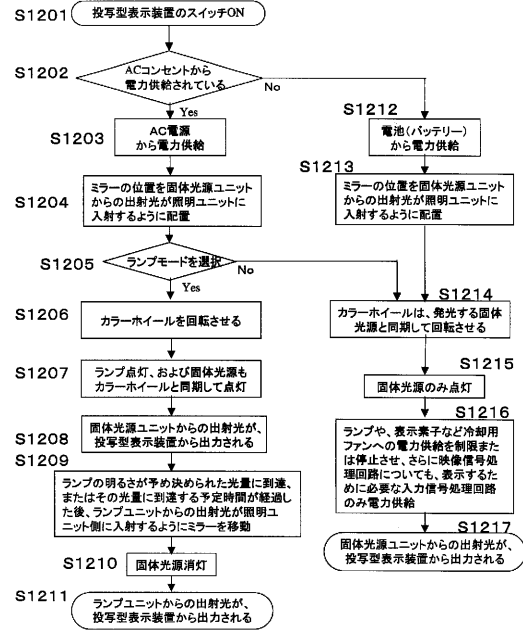 S1201
投写型表示装置のスイッチON
S1202
ACコンセントから
電力供給されている
No
Yes
S1203
AC電源
から電力供給
S1212
電池(バッテリー)
から電力供給
S1204
ミラーの位置を固体光源ユニット
からの出射光が照明ユニットに
入射するように配置
S1213
ミラーの位置を固体光源ユニット
からの出射光が照明ユニットに
入射するように配置
S1205
ランプモードを選択
No
Yes
S1206
カラーホイールを回転させる
S1214
カラーホイールは、発光する固体
光源と同期して回転させる
S1207
ランプ点灯、および固体光源も
カラーホイールと同期して点灯
S1215
固体光源のみ点灯
S1208
固体光源ユニットからの出射光が、
投写型表示装置から出力される
S1216
ランプや、表示素子など冷却用
ファンへの電力供給を制限また
は停止させ、さらに映像信号処
理回路についても、表示するた
めに必要な入力信号処理回路
のみ電力供給
S1209
ランプの明るさが予め決められた光量に到達、
またはその光量に到達する予定時間が経過し
た後、ランプユニットからの出射光が照明ユ
ニット側に入射するようにミラーを移動
S1210
固体光源消灯
S1217
固体光源ユニットからの出射光が、
投写型表示装置から出力される
S1211
ランプユニットからの出射光が、
投写型表示装置から出力される